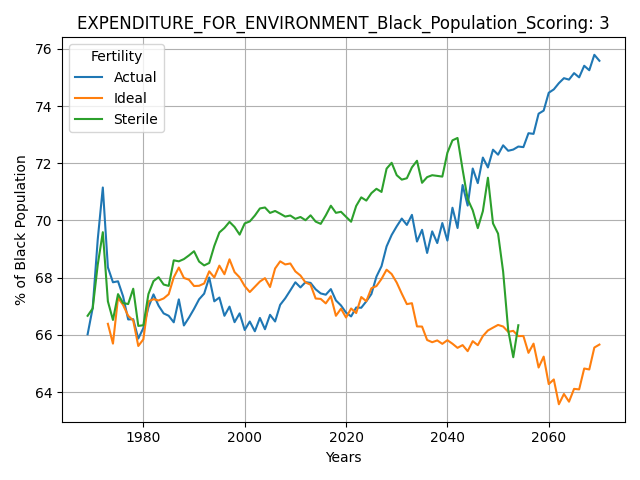 EXPENDITURE_FOR_ENVIRONMENT_Black_Population_Scoring: 3
Fertility
Actual
Ideal
Sterile
% of Black Population
76
74
72
70
68
66
64
1980
2000
2020
2040
2060
Years